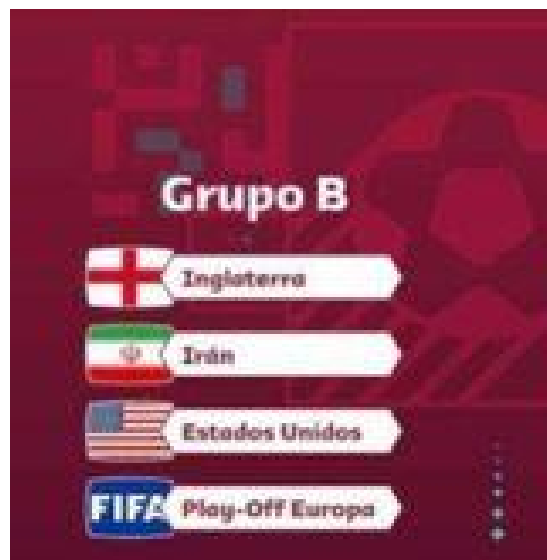 Grupo B
Inglaterra
Irán
Estados Unidos
FIFA Play-Off Europa